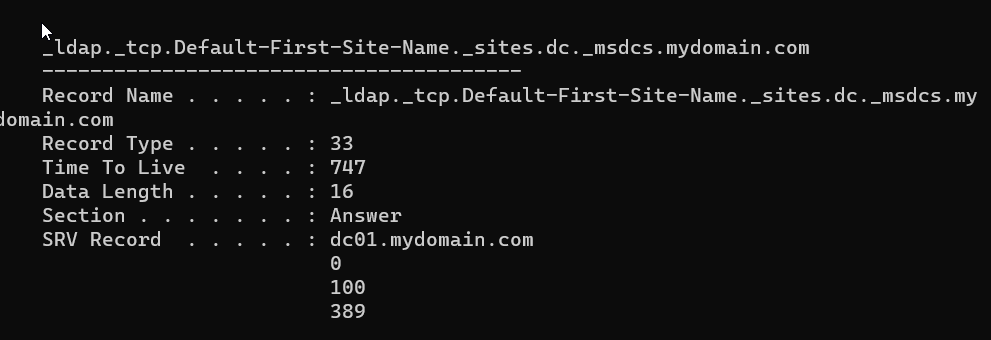 _ldap._tcp.Default-First-Site-Name._sites.dc._msdcs.mydomain.com
----------------------------------------
Record Name . . . . . : _ldap._tcp.Default-First-Site-Name._sites.dc._msdcs.my
domain.com
Record Type . . . . . : 33
Time To Live  . . . . : 747
Data Length . . . . . : 16
Section . . . . . . . : Answer
SRV Record  . . . . . : dc01.mydomain.com
0
100
389